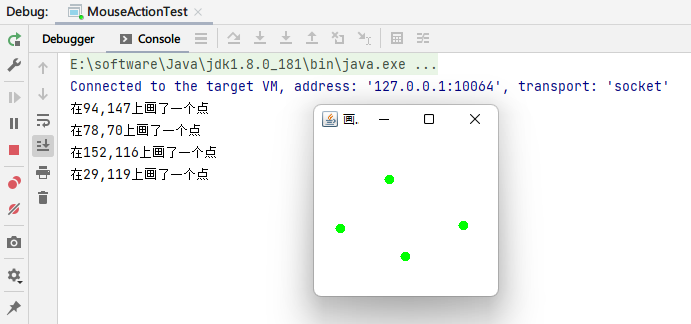 Debug: MouseActionTest
Debugger Console
E:\software\Java\jdk1.8.0_181\bin\java.exe ...
Connected to the target VM, address: '127.0.0.1:10064', transport: 'socket'
在94,147上画了一个点
在78,70上画了一个点
在152,116上画了一个点
在29,119上画了一个点
画.